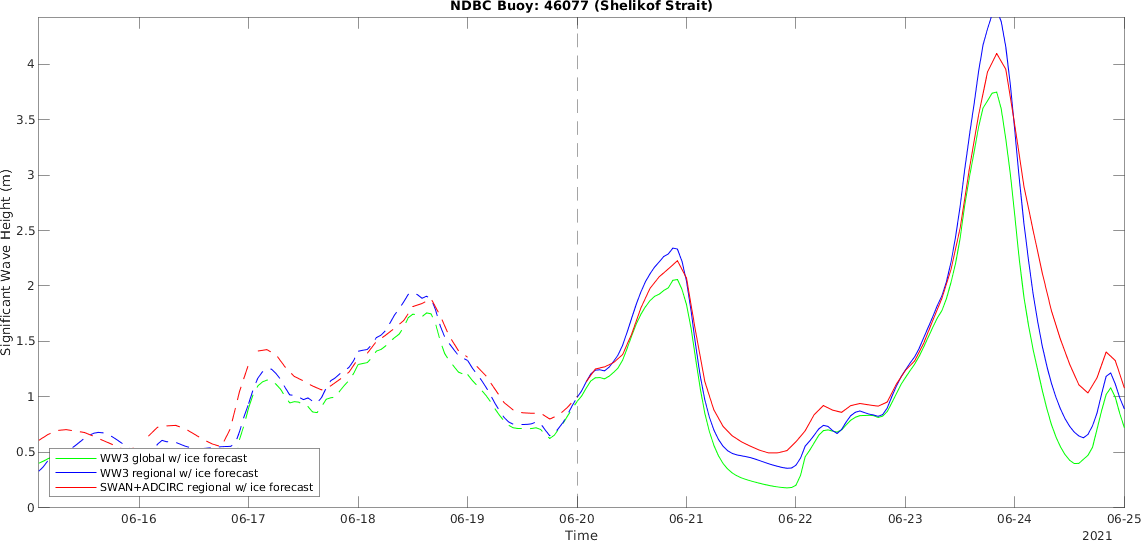 NDBC Buoy: 46077 (Shelikof Strait)
Significant Wave Height (m)
4
3.5
3
2.5
2
1.5
1
0.5
0
WW3 global w/ ice forecast
WW3 regional w/ ice forecast
SWAN+ADCIRC regional w/ ice forecast
06-16 06-17 06-18 06-19 06-20 06-21 06-22 06-23 06-24 06-25
Time
2021